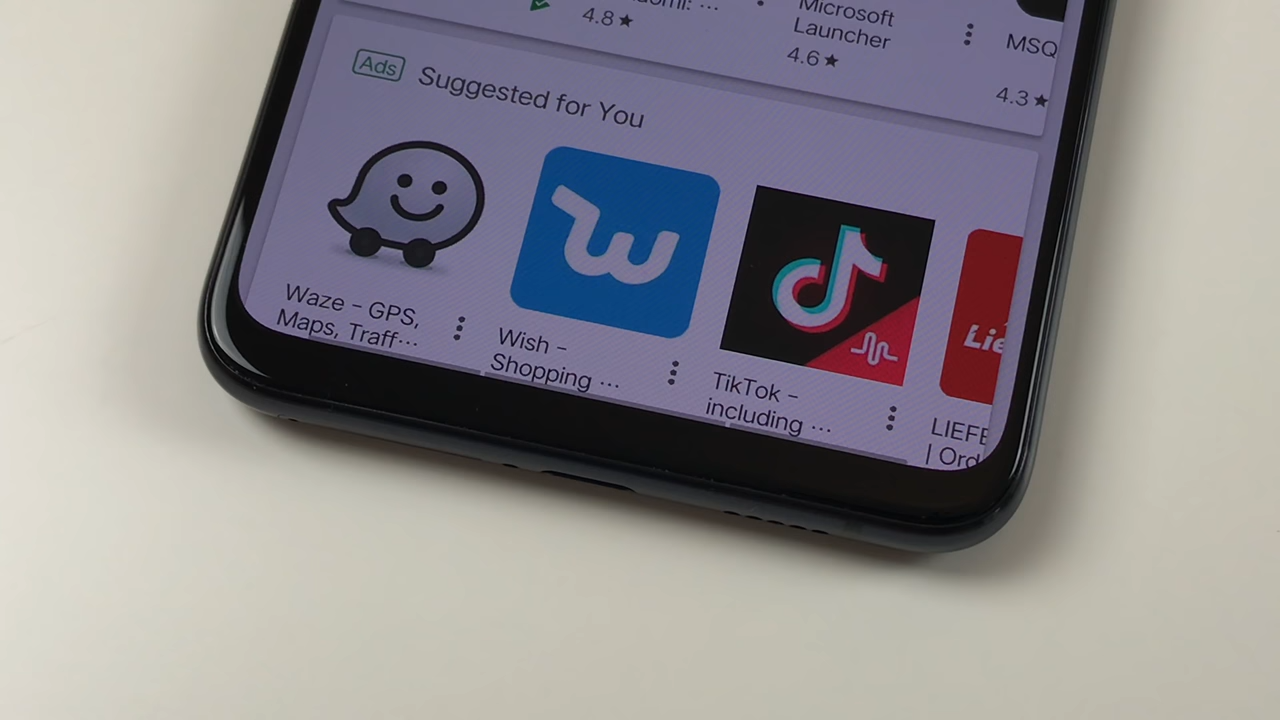 4.8★
Microsoft
Launcher
4.6★
MSQ
4.3★
Ads Suggested for You
Waze – GPS,
Maps, Traff...
Wish –
Shopping ...
TikTok –
including ...
Lie
LIEFE
| Ord